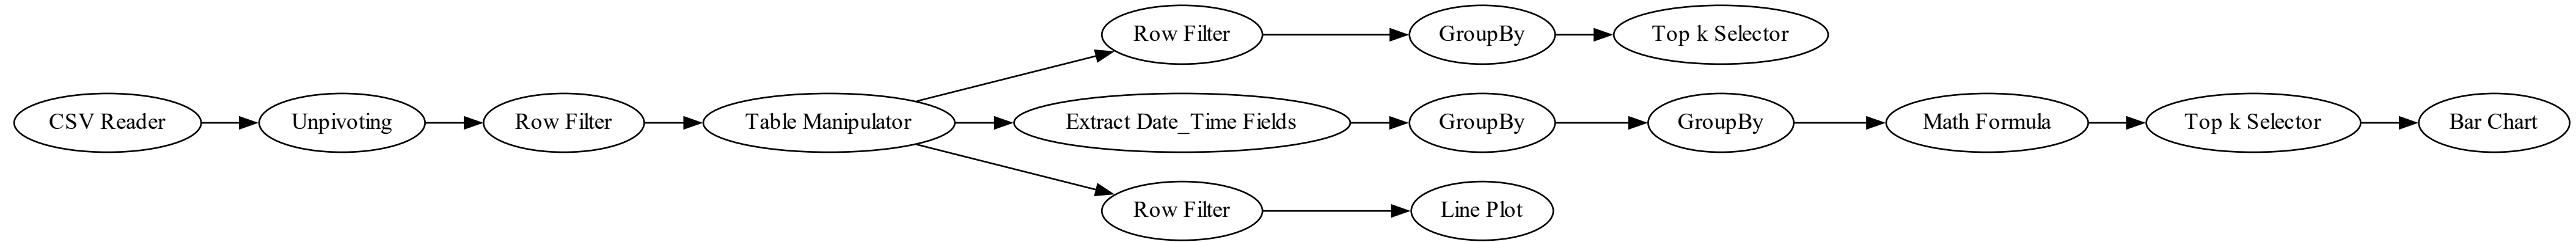 Row Filter
GroupBy
Top k Selector
CSV Reader
Unpivoting
Row Filter
Table Manipulator
Extract Date_Time Fields
GroupBy
GroupBy
Math Formula
Top k Selector
Bar Chart
Row Filter
Line Plot